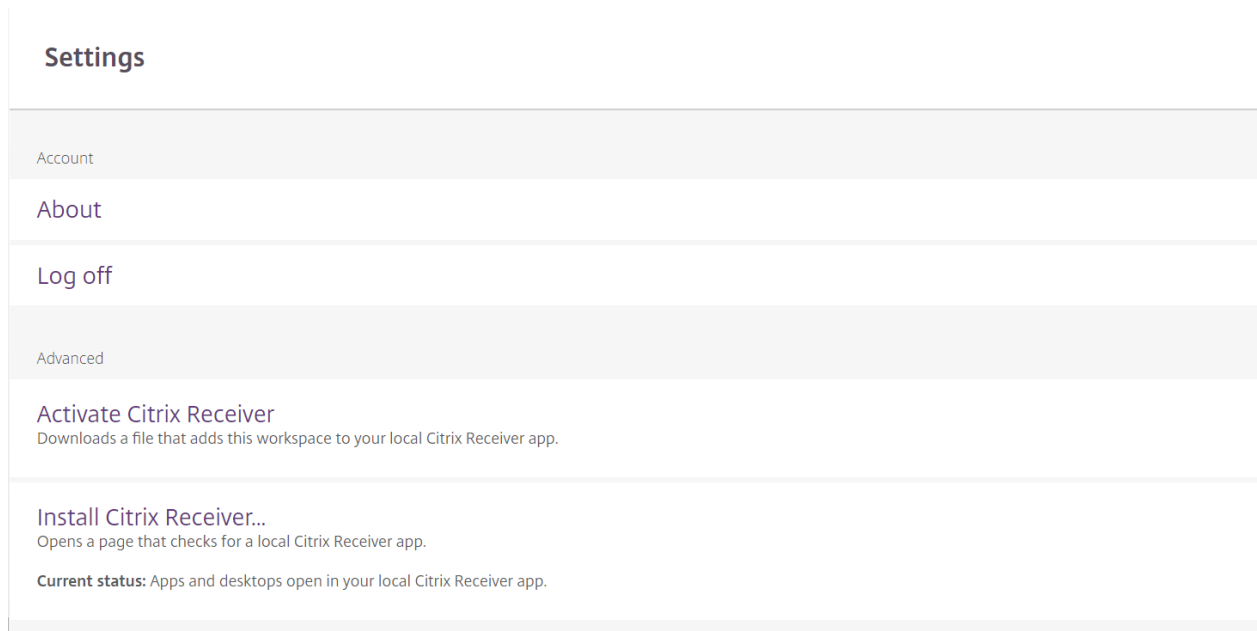 Settings
Account
About
Log off
Advanced
Activate Citrix Receiver
Downloads a file that adds this workspace to your local Citrix Receiver app.
Install Citrix Receiver...
Opens a page that checks for a local Citrix Receiver app.
Current status: Apps and desktops open in your local Citrix Receiver app.